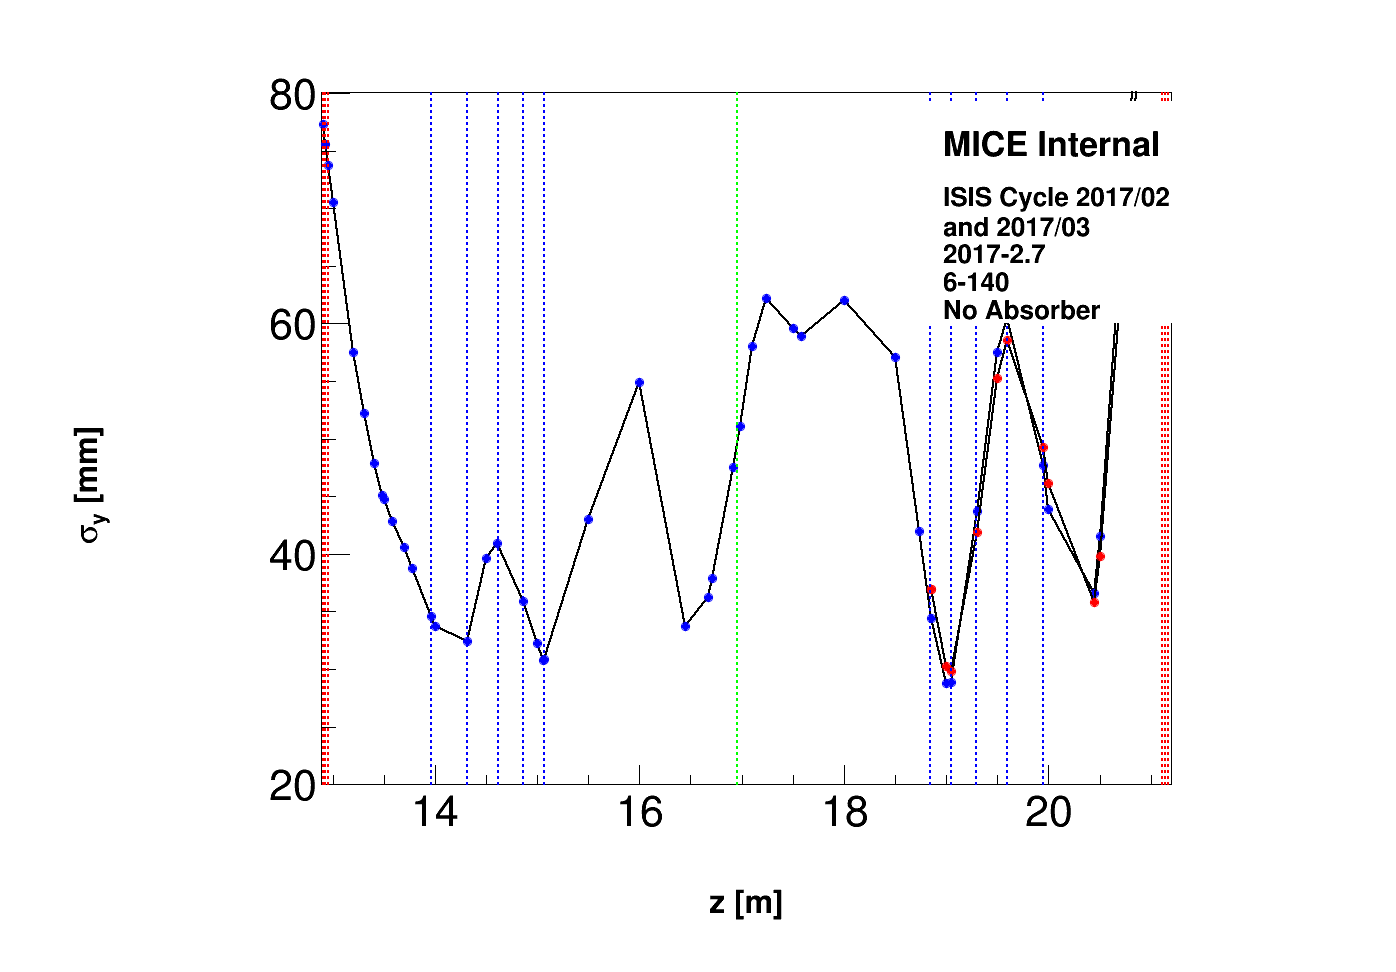 80
60
40
20
σy [mm]
MICE Internal
ISIS Cycle 2017/02
and 2017/03
2017-2.7
6-140
No Absorber
14 16 18 20
z [m]